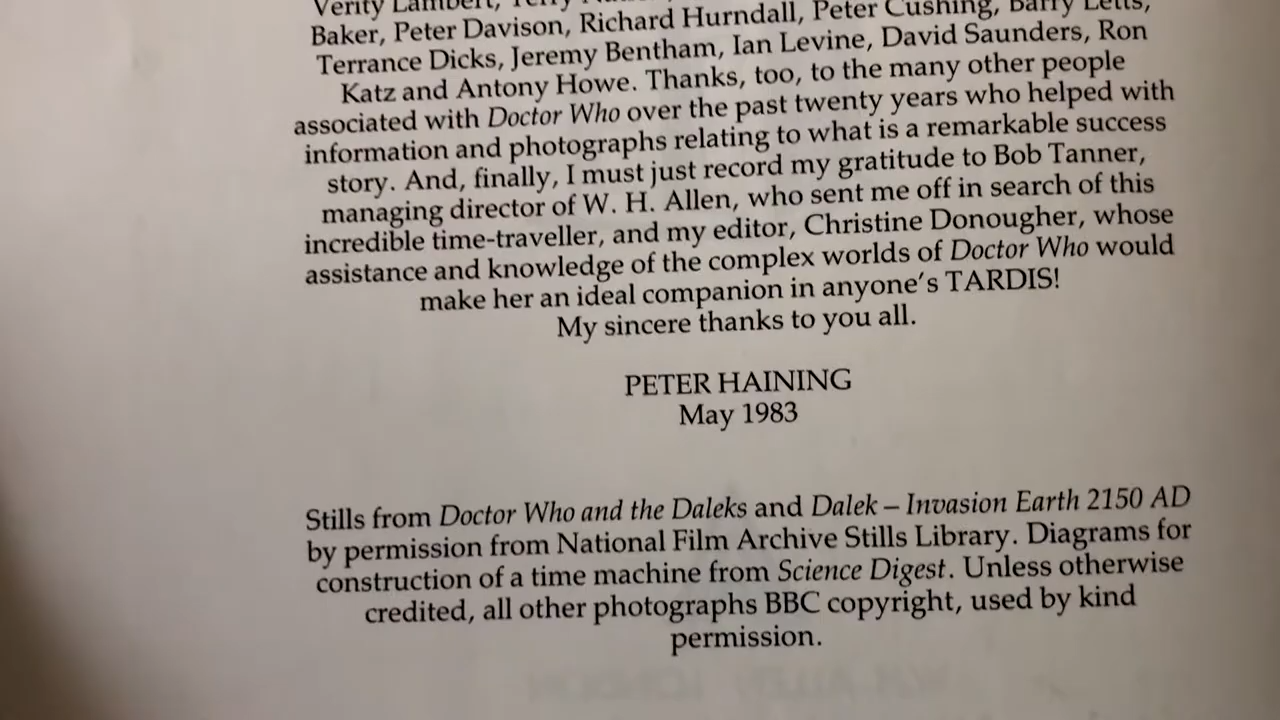 Verity Lambert, Terry
Baker, Peter Davison, Richard Hurndall, Peter Cushing, Barry Letts,
Terrance Dicks, Jeremy Bentham, Ian Levine, David Saunders, Ron
Katz and Antony Howe. Thanks, too, to the many other people
associated with Doctor Who over the past twenty years who helped with
information and photographs relating to what is a remarkable success
story. And, finally, I must just record my gratitude to Bob Tanner,
managing director of W. H. Allen, who sent me off in search of this
incredible time-traveller, and my editor, Christine Donougher, whose
assistance and knowledge of the complex worlds of Doctor Who would
make her an ideal companion in anyone's TARDIS!
My sincere thanks to you all.
PETER HAINING
May 1983
Stills from Doctor Who and the Daleks and Dalek – Invasion Earth 2150 AD
by permission from National Film Archive Stills Library. Diagrams for
construction of a time machine from Science Digest. Unless otherwise
credited, all other photographs BBC copyright, used by kind
permission.